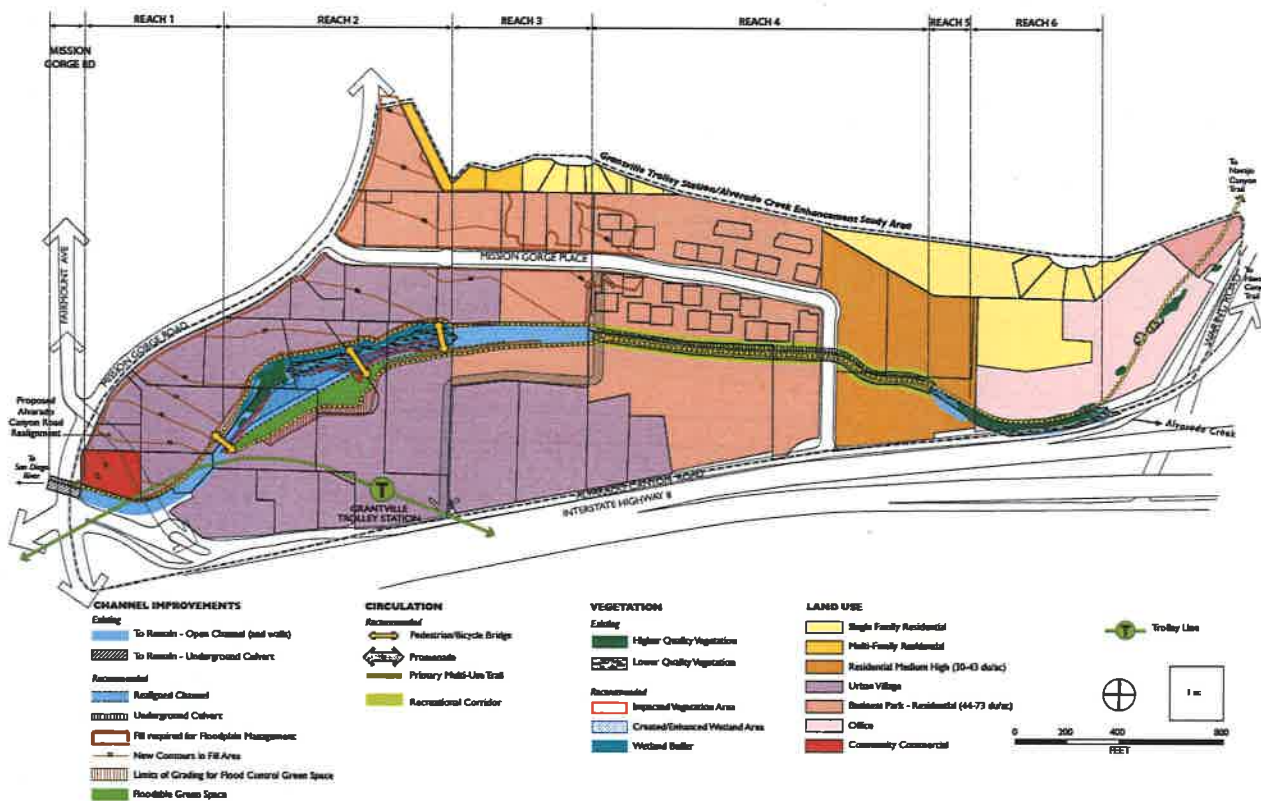 REACH 1
REACH 2
REACH 3
REACH 4
REACH 5
REACH 6
MISSION
GORGE RD
FAIRMOUNT AVE
MISSION GORGE ROAD
Grantville Trolley Station/Alvarado Creek Enhancement Study Area
MISSION GORGE PLACE
To
Navajo
Canyon
Trail
To
Canyon
Trail
Proposed
Alvarado
Canyon Road
Realignment
To
San Diego
River
Alvarado Creek
T
GRANTVILLE
TROLLEY STATION
ALVARADO CANYON ROAD
INTERSTATE HIGHWAY 8
CHANNEL IMPROVEMENTS
Existing
To Remain - Open Channel (and walls)
To Remain - Underground Culvert
Recommended
Realigned Channel
Underground Culvert
Fill required for Floodplain Management
New Contours in Fill Area
Limits of Grading for Flood Control Green Space
Floodable Green Space
CIRCULATION
Recommended
Pedestrian/Bicycle Bridge
Promenade
Primary Multi-Use Trail
Recreational Corridor
VEGETATION
Existing
Higher Quality Vegetation
Lower Quality Vegetation
Recommended
Impacted Vegetation Area
Created/Enhanced Wetland Area
Wetland Buffer
LAND USE
Single Family Residential
Multi-Family Residential
Residential Medium High (30-43 du/ac)
Urban Village
Business Park - Residential (44-73 du/ac)
Office
Community Commercial
T
Trolley Line
1 ac
0 400 800
FEET